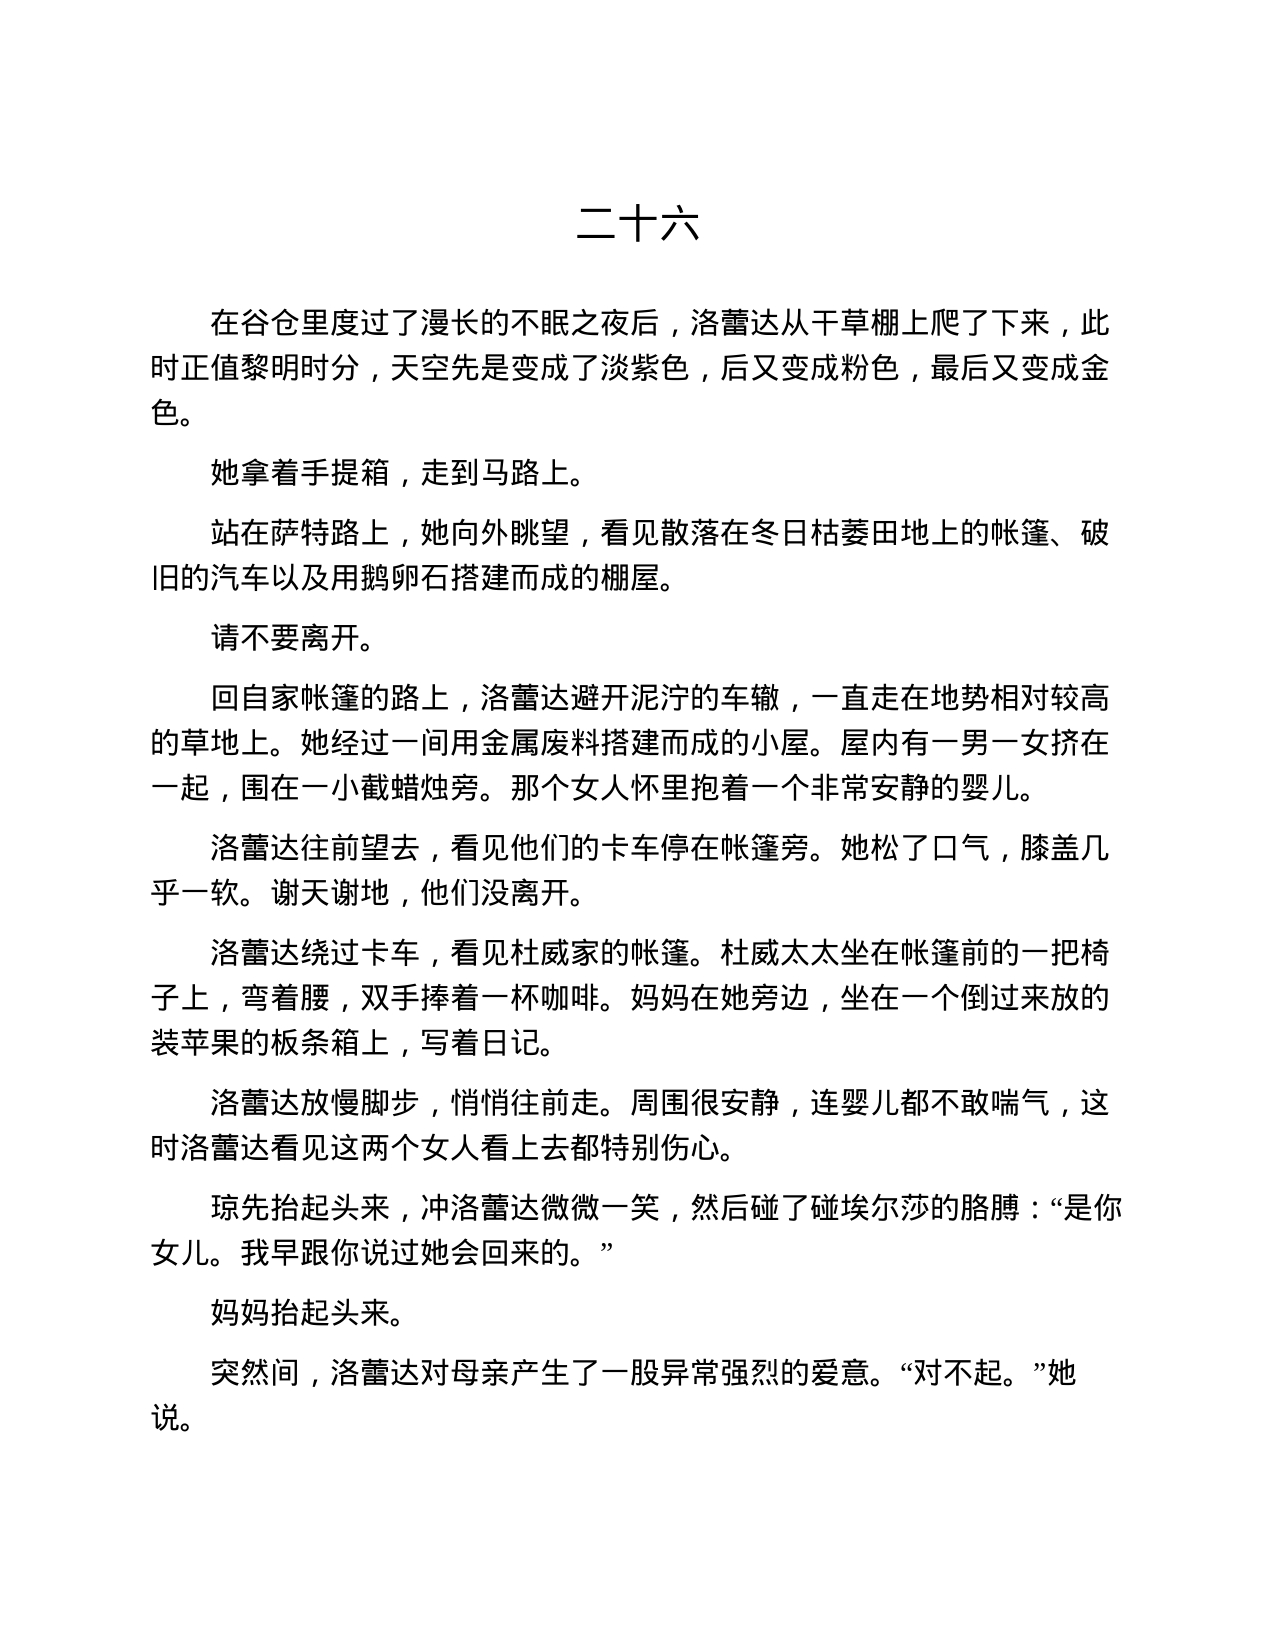 二十六
在谷仓里度过了漫长的不眠之夜后，洛蕾达从干草棚上爬了下来，此
时正值黎明时分，天空先是变成了淡紫色，后又变成粉色，最后又变成金
色。
她拿着手提箱，走到马路上。
站在萨特路上，她向外眺望，看见散落在冬日枯萎田地上的帐篷、破
旧的汽车以及用鹅卵石搭建而成的棚屋。
请不要离开。
回自家帐篷的路上，洛蕾达避开泥泞的车辙，一直走在地势相对较高
的草地上。她经过一间用金属废料搭建而成的小屋。屋内有一男一女挤在
一起，围在一小截蜡烛旁。那个女人怀里抱着一个非常安静的婴儿。
洛蕾达往前望去，看见他们的卡车停在帐篷旁。她松了口气，膝盖几
乎一软。谢天谢地，他们没离开。
洛蕾达绕过卡车，看见杜威家的帐篷。杜威太太坐在帐篷前的一把椅
子上，弯着腰，双手捧着一杯咖啡。妈妈在她旁边，坐在一个倒过来放的
装苹果的板条箱上，写着日记。
洛蕾达放慢脚步，悄悄往前走。周围很安静，连婴儿都不敢喘气，这
时洛蕾达看见这两个女人看上去都特别伤心。
琼先抬起头来，冲洛蕾达微微一笑，然后碰了碰埃尔莎的胳膊：“是你
女儿。我早跟你说过她会回来的。”
妈妈抬起头来。
突然间，洛蕾达对母亲产生了一股异常强烈的爱意。“对不起。”她
说。